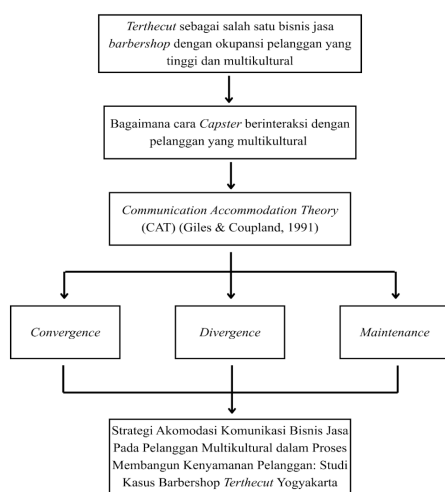 Terthecut sebagai salah satu bisnis jasa
barbershop dengan okupansi pelanggan yang
tinggi dan multikultural
Bagaimana cara Capster berinteraksi dengan
pelanggan yang multikultural
Communication Accommodation Theory
(CAT) (Giles & Coupland, 1991)
Convergence
Divergence
Maintenance
Strategi Akomodasi Komunikasi Bisnis Jasa
Pada Pelanggan Multikultural dalam Proses
Membangun Kenyamanan Pelanggan: Studi
Kasus Barbershop Terthecut Yogyakarta